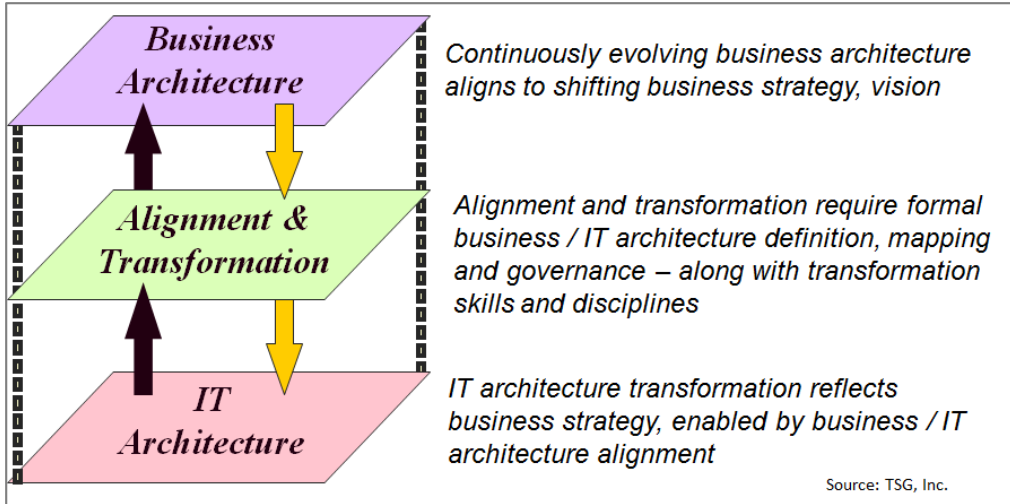 Business
Architecture
Continuously evolving business architecture
aligns to shifting business strategy, vision
Alignment &
Transformation
Alignment and transformation require formal
business / IT architecture definition, mapping
and governance – along with transformation
skills and disciplines
IT
Architecture
IT architecture transformation reflects
business strategy, enabled by business / IT
architecture alignment
Source: TSG, Inc.